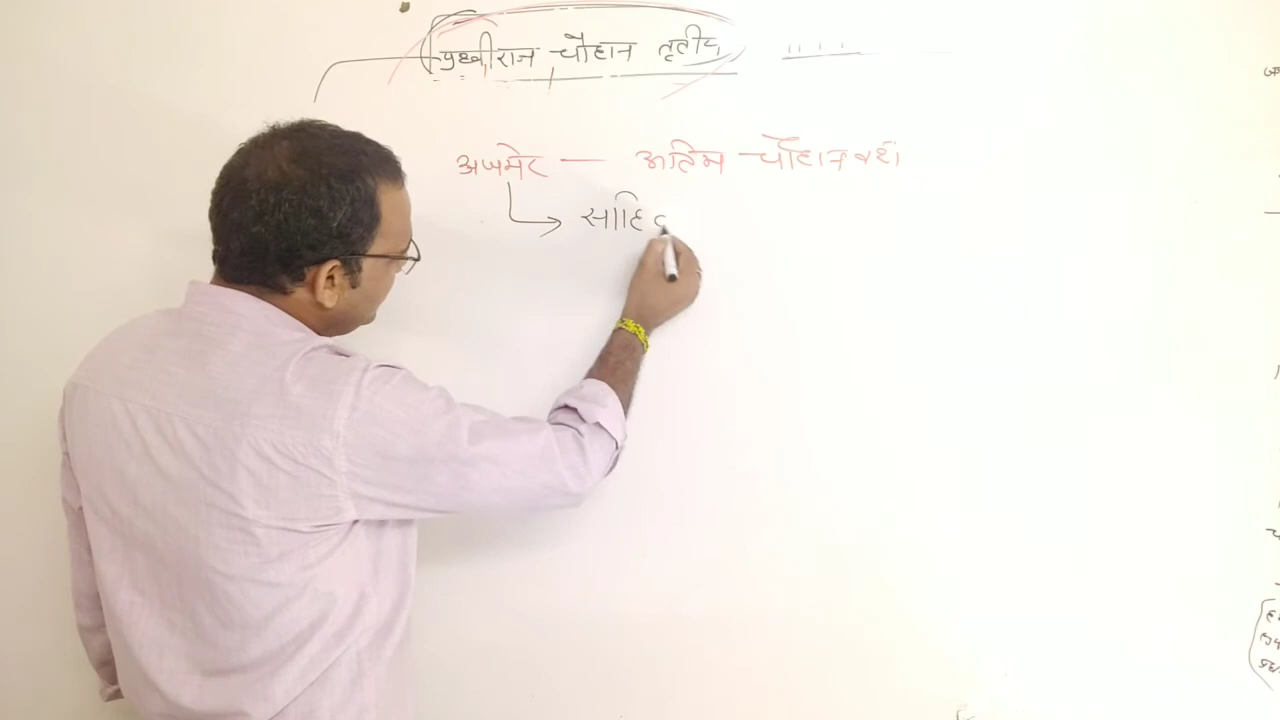 पृथ्वीराज चौहान तृतीय
अजमेर — अंतिम चौहान वंश
साहि